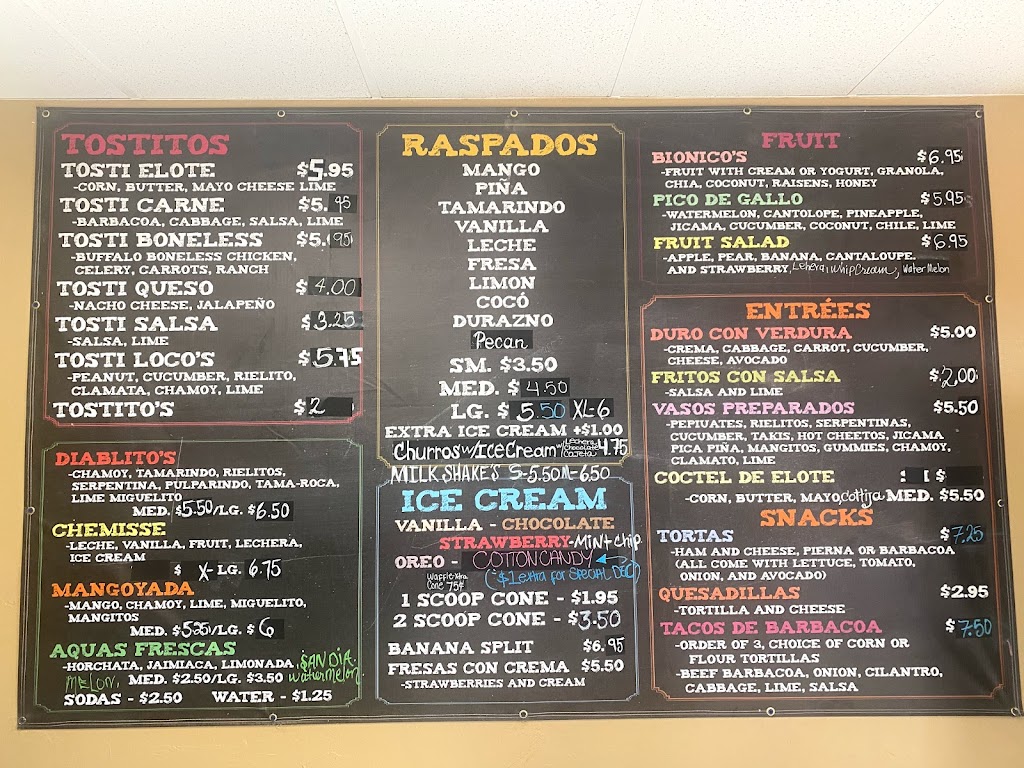 TOSTITOS
TOSTI ELOTE $5.95
-CORN, BUTTER, MAYO CHEESE LIME
TOSTI CARNE $5.95
-BARBACOA, CABBAGE, SALSA, LIME
TOSTI BONELESS $5.95
-BUFFALO BONELESS CHICKEN,
CELERY, CARROTS, RANCH
TOSTI QUESO $4.00
-NACHO CHEESE, JALAPEÑO
TOSTI SALSA $3.25
-SALSA, LIME
TOSTI LOCO'S $5.75
-PEANUT, CUCUMBER, RIELITO,
CLAMATA, CHAMOY, LIME
TOSTITO'S $2
DIABLITO'S
-CHAMOY, TAMARINDO, RIELITOS,
SERPENTINA, PULPARINDO, TAMA-ROCA,
LIME MIGUELITO
MED. $5.50/LG. $6.50
CHEMISSE
-LECHE, VANILLA, FRUIT, LECHERA,
ICE CREAM
$ X-LG. 6.75
MANGOYADA
-MANGO, CHAMOY, LIME, MIGUELITO,
MANGITOS
MED. $5.25/LG. $6
AQUAS FRESCAS
-HORCHATA, JAIMIACA, LIMONADA, SANDIA
MELON, MED. $2.50/LG. $3.50 watermelon
SODAS - $2.50 WATER - $1.25
RASPADOS
MANGO
PIÑA
TAMARINDO
VANILLA
LECHE
FRESA
LIMON
COCÓ
DURAZNO
Pecan
SM. $3.50
MED. $4.50
LG. $5.50 XL-6
EXTRA ICE CREAM +$1.00
Churros w/IceCream w/Lechera chocolate cajeta 4.75
MILK SHAKE'S S-5.50 M-6.50
ICE CREAM
VANILLA - CHOCOLATE
STRAWBERRY-Mint chip
OREO - COTTON CANDY
Waffle xtra
Cone 75¢
($1 extra for SPECIAL DEC)
1 SCOOP CONE - $1.95
2 SCOOP CONE - $3.50
BANANA SPLIT $6.95
FRESAS CON CREMA $5.50
-STRAWBERRIES AND CREAM
FRUIT
BIONICO'S $6.95
-FRUIT WITH CREAM OR YOGURT, GRANOLA,
CHIA, COCONUT, RAISENS, HONEY
PICO DE GALLO $5.95
-WATERMELON, CANTOLOPE, PINEAPPLE,
JICAMA, CUCUMBER, COCONUT, CHILE, LIME
FRUIT SALAD $6.95
-APPLE, PEAR, BANANA, CANTALOUPE,
AND STRAWBERRY, Lehera, whip Cream, Water Melon
ENTRÉES
DURO CON VERDURA $5.00
-CREMA, CABBAGE, CARROT, CUCUMBER,
CHEESE, AVOCADO
FRITOS CON SALSA $2.00
-SALSA AND LIME
VASOS PREPARADOS $5.50
-PEPIUATES, RIELITOS, SERPENTINAS,
CUCUMBER, TAKIS, HOT CHEETOS, JICAMA
PICA PIÑA, MANGITOS, GUMMIES, CHAMOY,
CLAMATO, LIME
COCTEL DE ELOTE $
-CORN, BUTTER, MAYO, cottija MED. $5.50
SNACKS
TORTAS $7.25
-HAM AND CHEESE, PIERNA OR BARBACOA
(ALL COME WITH LETTUCE, TOMATO,
ONION, AND AVOCADO)
QUESADILLAS $2.95
-TORTILLA AND CHEESE
TACOS DE BARBACOA $7.50
-ORDER OF 3, CHOICE OF CORN OR
FLOUR TORTILLAS
-BEEF BARBACOA, ONION, CILANTRO,
CABBAGE, LIME, SALSA